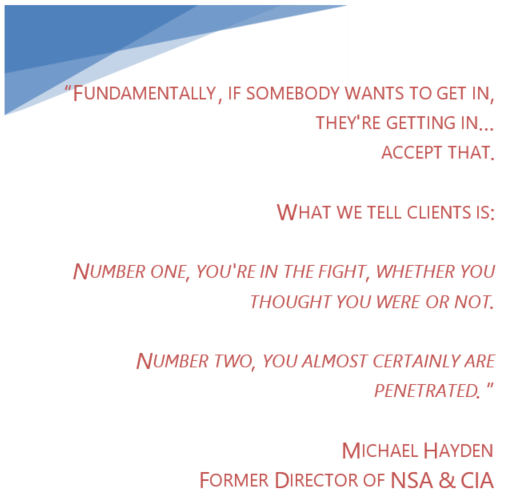 “Fundamentally, if somebody wants to get in,
they're getting in...
accept that.
What we tell clients is:
Number one, you're in the fight, whether you
thought you were or not.
Number two, you almost certainly are
penetrated. "
Michael Hayden
Former Director of NSA & CIA